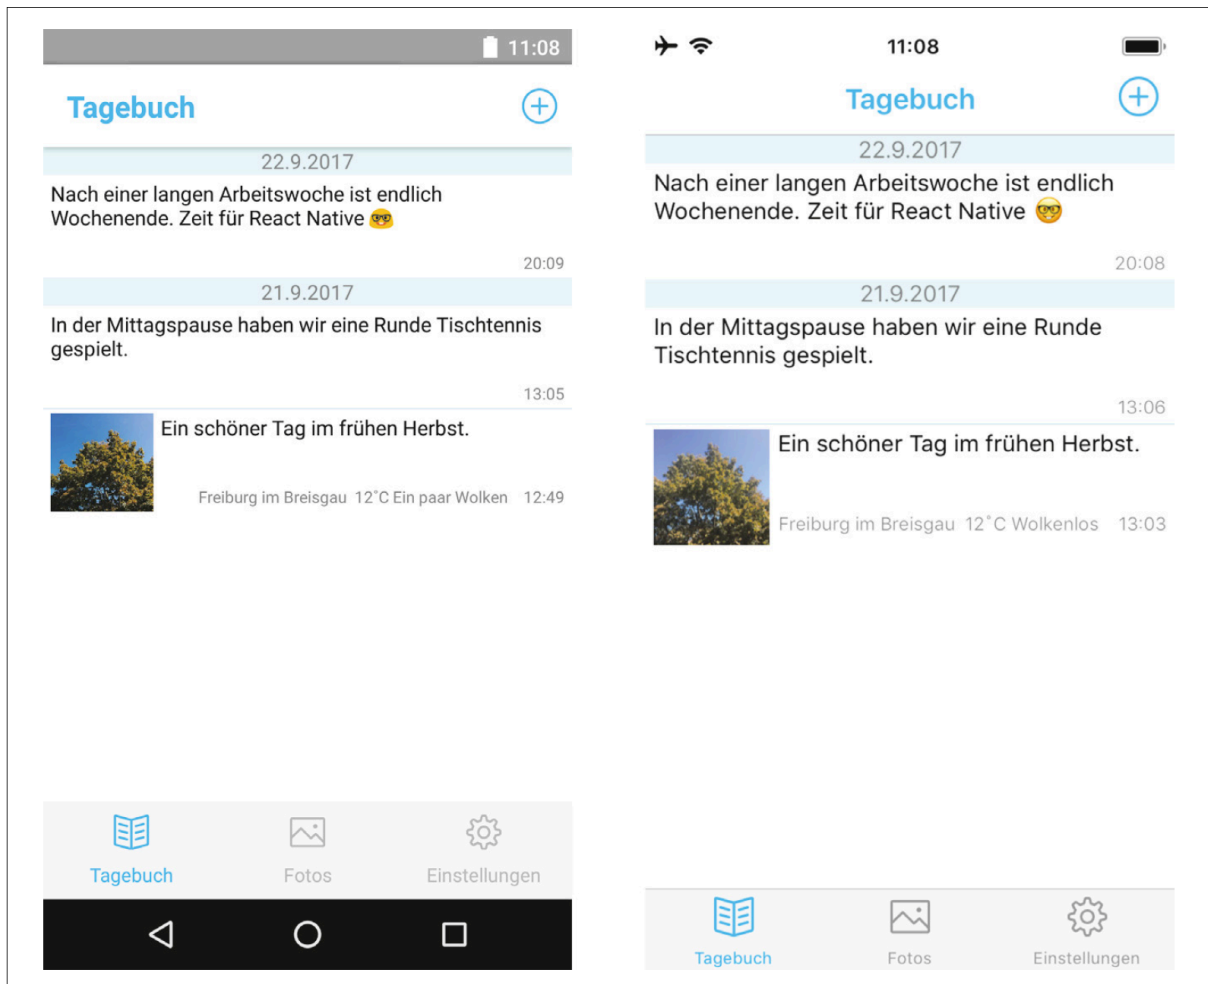 11:08
Tagebuch
22.9.2017
Nach einer langen Arbeitswoche ist endlich
Wochenende. Zeit für React Native 🤓
20:09
21.9.2017
In der Mittagspause haben wir eine Runde Tischtennis
gespielt.
13:05
Ein schöner Tag im frühen Herbst.
Freiburg im Breisgau 12°C Ein paar Wolken 12:49
Tagebuch Fotos Einstellungen
11:08
Tagebuch
22.9.2017
Nach einer langen Arbeitswoche ist endlich
Wochenende. Zeit für React Native 🤓
20:08
21.9.2017
In der Mittagspause haben wir eine Runde
Tischtennis gespielt.
13:06
Ein schöner Tag im frühen Herbst.
Freiburg im Breisgau 12°C Wolkenlos 13:03
Tagebuch Fotos Einstellungen